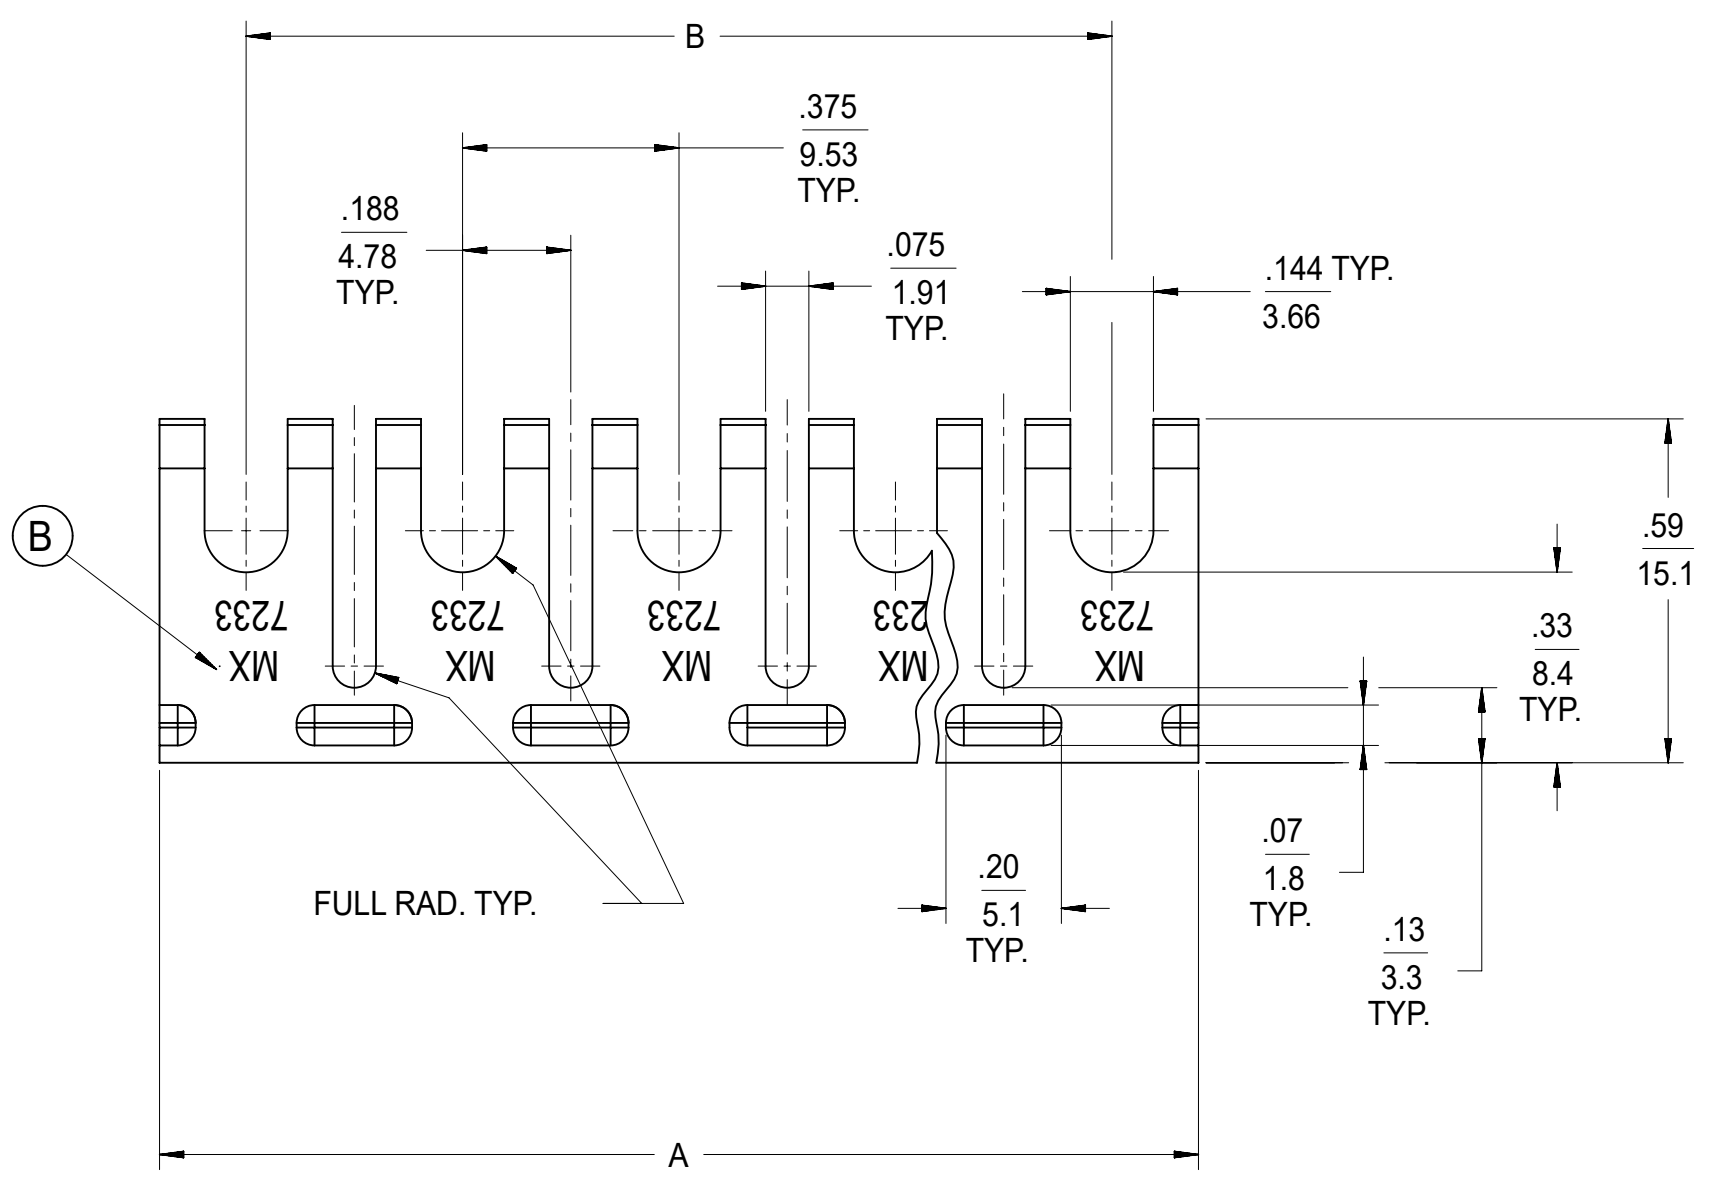 B
.375
9.53
TYP.
.188
4.78
TYP.
.075
1.91
TYP.
.144 TYP.
3.66
.59
15.1
B
7233 7233 7233 7233 7233
MX MX MX MX MX
.33
8.4
TYP.
FULL RAD. TYP.
.20
5.1
TYP.
.07
1.8
TYP.
.13
3.3
TYP.
A